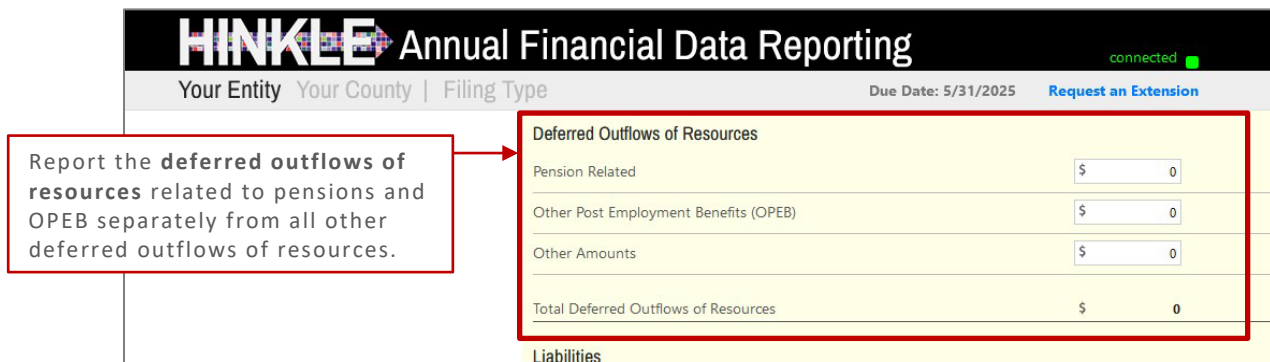 HINKLE Annual Financial Data Reporting
connected
Your Entity Your County | Filing Type
Due Date: 5/31/2025 Request an Extension
Report the deferred outflows of
resources related to pensions and
OPEB separately from all other
deferred outflows of resources.
Deferred Outflows of Resources
Pension Related $ 0
Other Post Employment Benefits (OPEB) $ 0
Other Amounts $ 0
Total Deferred Outflows of Resources $ 0
Liabilities